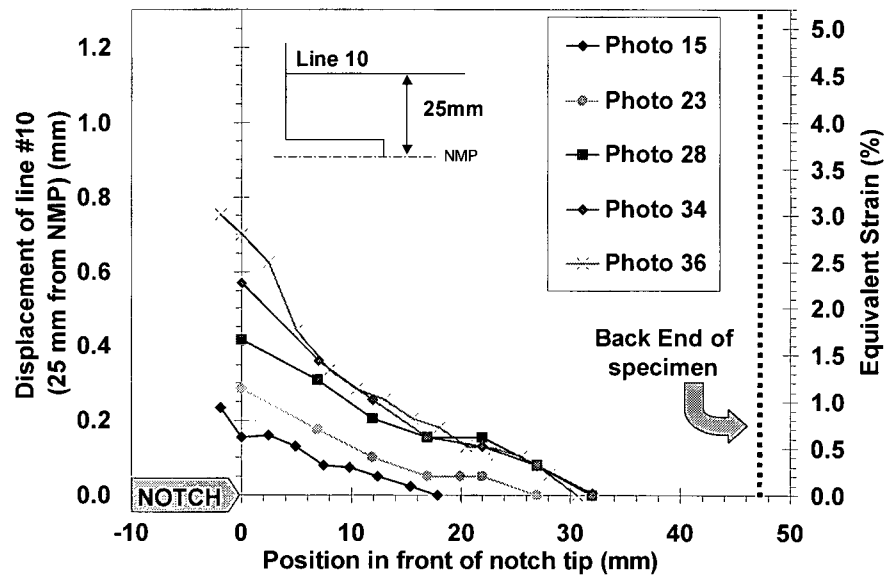 Displacement of line #10
(25 mm from NMP) (mm)
1.2
1.0
0.8
0.6
0.4
0.2
0.0
Line 10
25mm
NMP
Photo 15
Photo 23
Photo 28
Photo 34
Photo 36
Back End of
specimen
NOTCH
5.0
4.5
4.0
3.5
3.0
2.5
2.0
1.5
1.0
0.5
0.0
Equivalent Strain (%)
-10
0
10
20
30
40
50
Position in front of notch tip (mm)